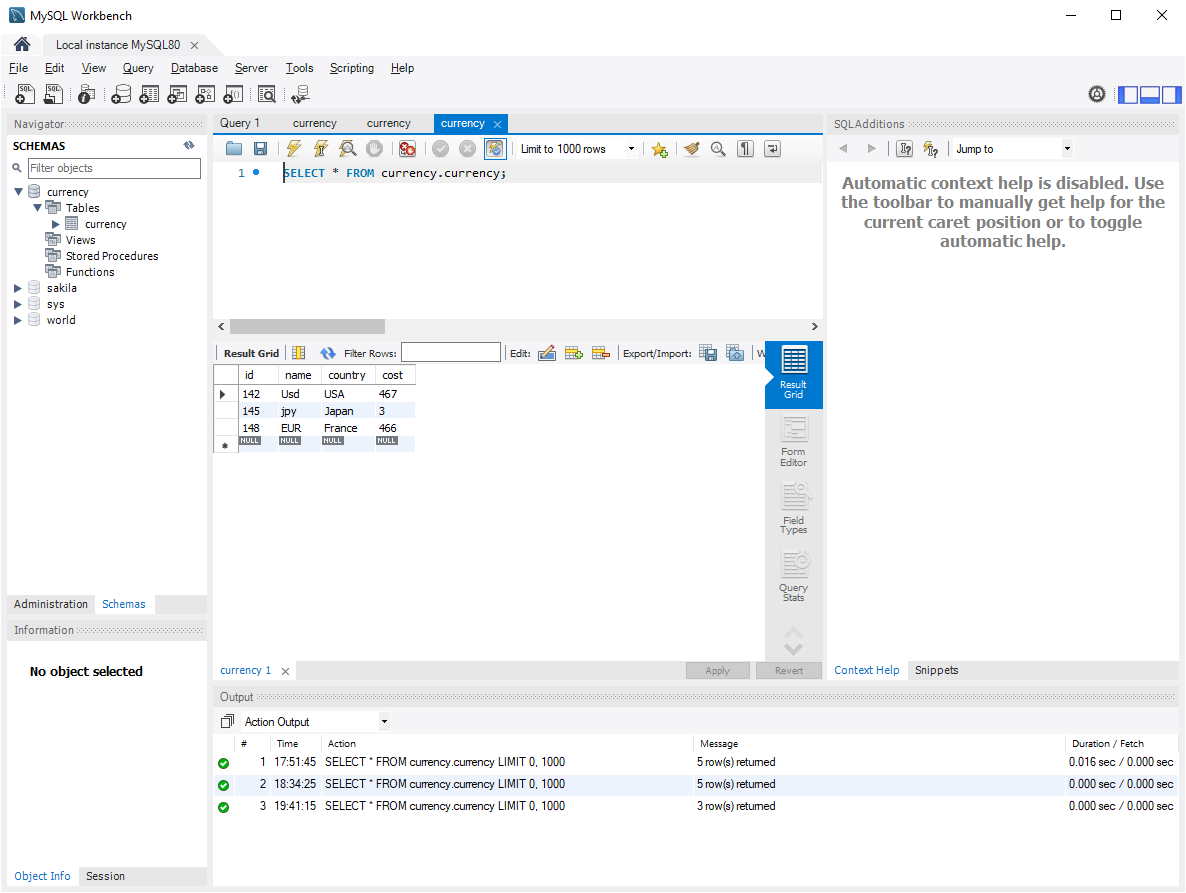 MySQL Workbench
Local instance MySQL80
File Edit View Query Database Server Tools Scripting Help
Navigator
SCHEMAS
Filter objects
currency
Tables
currency
Views
Stored Procedures
Functions
sakila
sys
world
Administration Schemas
Information
No object selected
Object Info Session
Query 1 currency currency currency
Limit to 1000 rows
1 SELECT * FROM currency.currency;
Result Grid Filter Rows: Edit: Export/Import: W
id name country cost
142 Usd USA 467
145 jpy Japan 3
148 EUR France 466
NULL NULL NULL NULL
Result
Grid
Form
Editor
Field
Types
Query
Stats
currency 1 Apply Revert
SQLAdditions
Jump to
Automatic context help is disabled. Use
the toolbar to manually get help for the
current caret position or to toggle
automatic help.
Context Help Snippets
Output
Action Output
# Time Action Message Duration / Fetch
1 17:51:45 SELECT * FROM currency.currency LIMIT 0, 1000 5 row(s) returned 0.016 sec / 0.000 sec
2 18:34:25 SELECT * FROM currency.currency LIMIT 0, 1000 5 row(s) returned 0.000 sec / 0.000 sec
3 19:41:15 SELECT * FROM currency.currency LIMIT 0, 1000 3 row(s) returned 0.000 sec / 0.000 sec